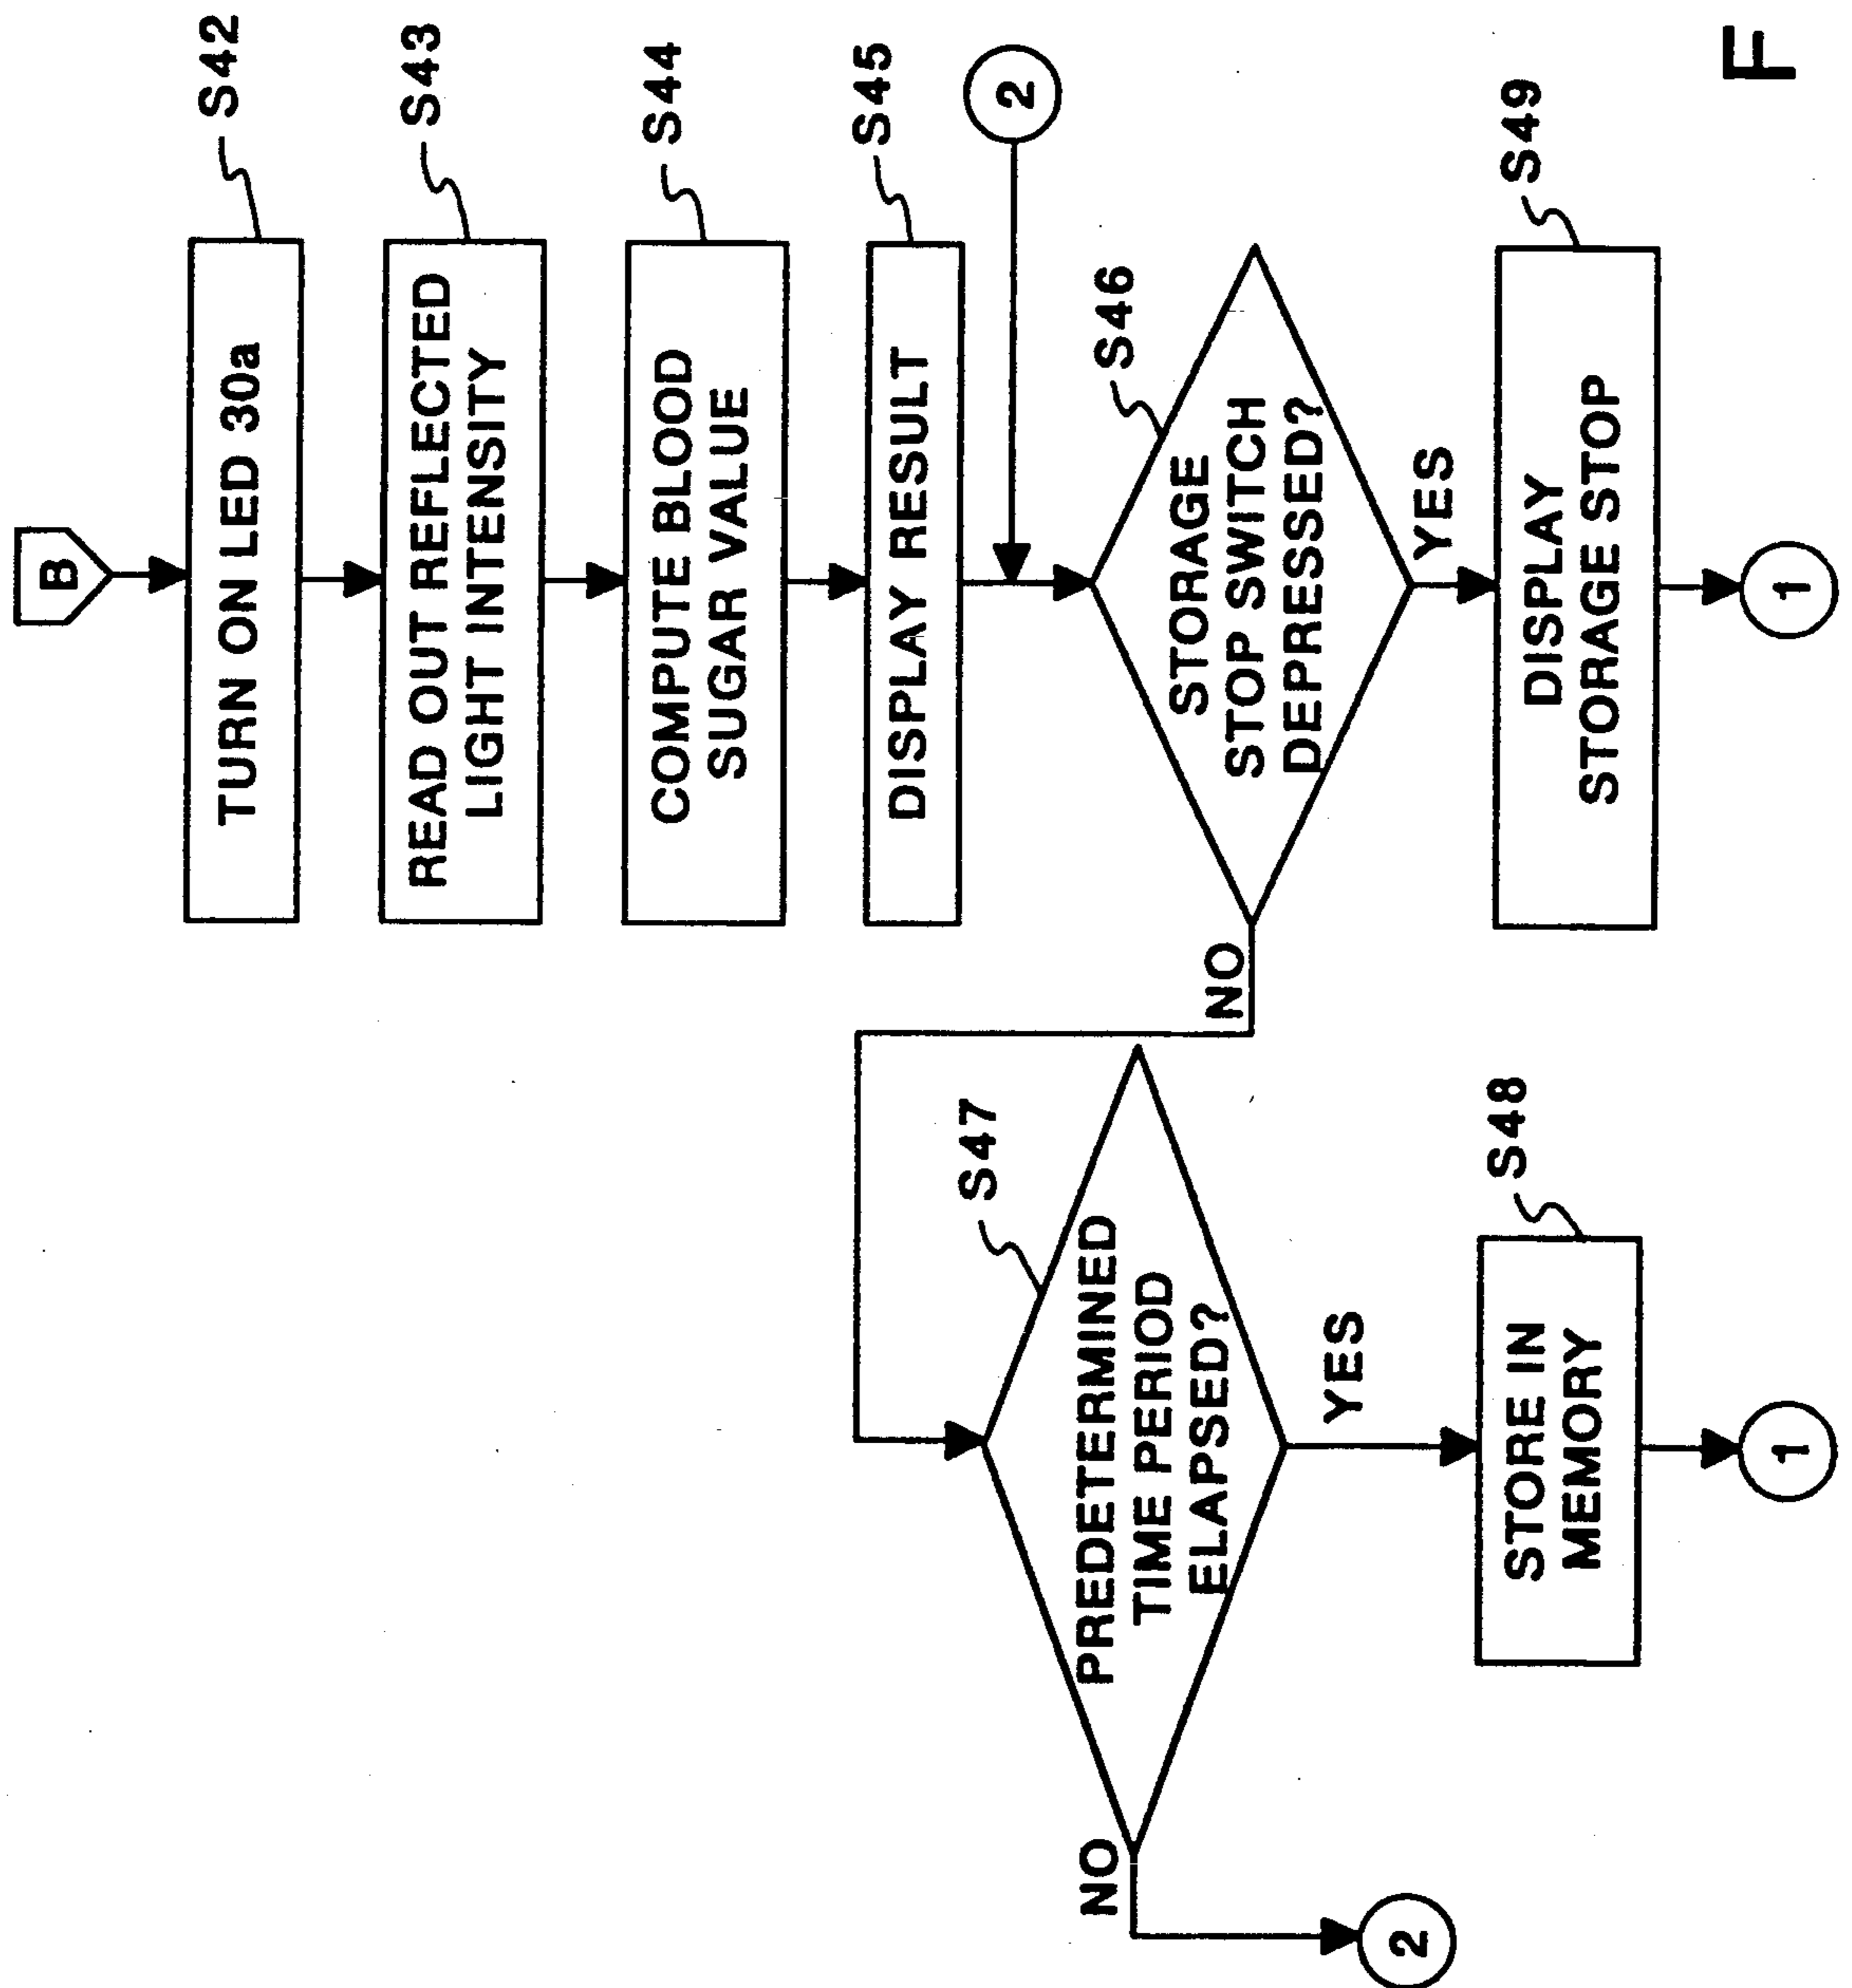 B
TURN ON LED 30a
S42
READ OUT REFLECTED
LIGHT INTENSITY
S43
COMPUTE BLOOD
SUGAR VALUE
S44
DISPLAY RESULT
S45
2
STORAGE
STOP SWITCH
DEPRESSED?
S46
NO
YES
PREDETERMINED
TIME PERIOD
ELAPSED?
S47
NO
YES
2
STORE IN
MEMORY
S48
1
DISPLAY
STORAGE STOP
S49
1
F